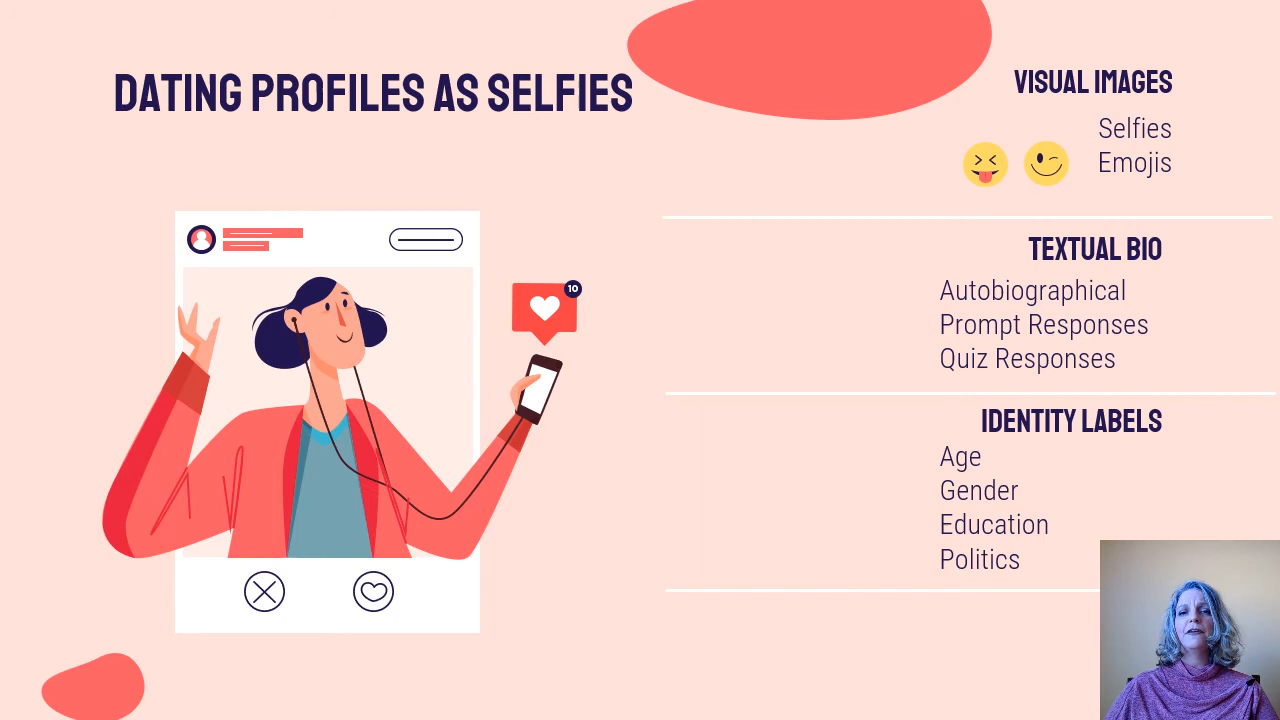 DATING PROFILES AS SELFIES
VISUAL IMAGES
Selfies
Emojis
10
TEXTUAL BIO
Autobiographical
Prompt Responses
Quiz Responses
IDENTITY LABELS
Age
Gender
Education
Politics